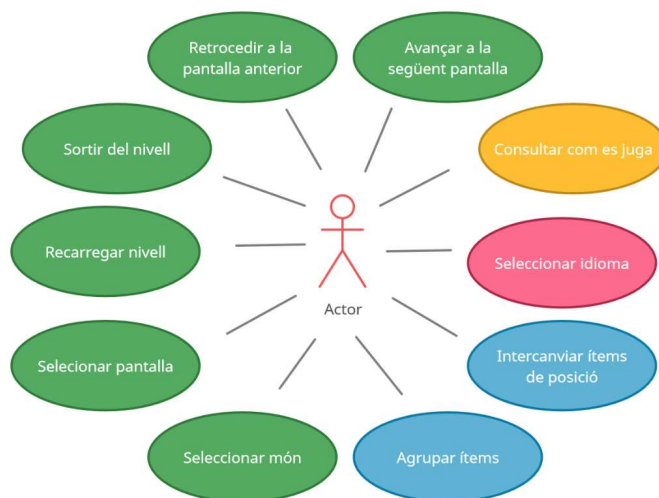 Retrocedir a la
pantalla anterior
Avançar a la
següent pantalla
Sortir del nivell
Consultar com es juga
Recarregar nivell
Seleccionar idioma
Actor
Selecionar pantalla
Intercanviar ítems
de posició
Seleccionar món
Agrupar ítems